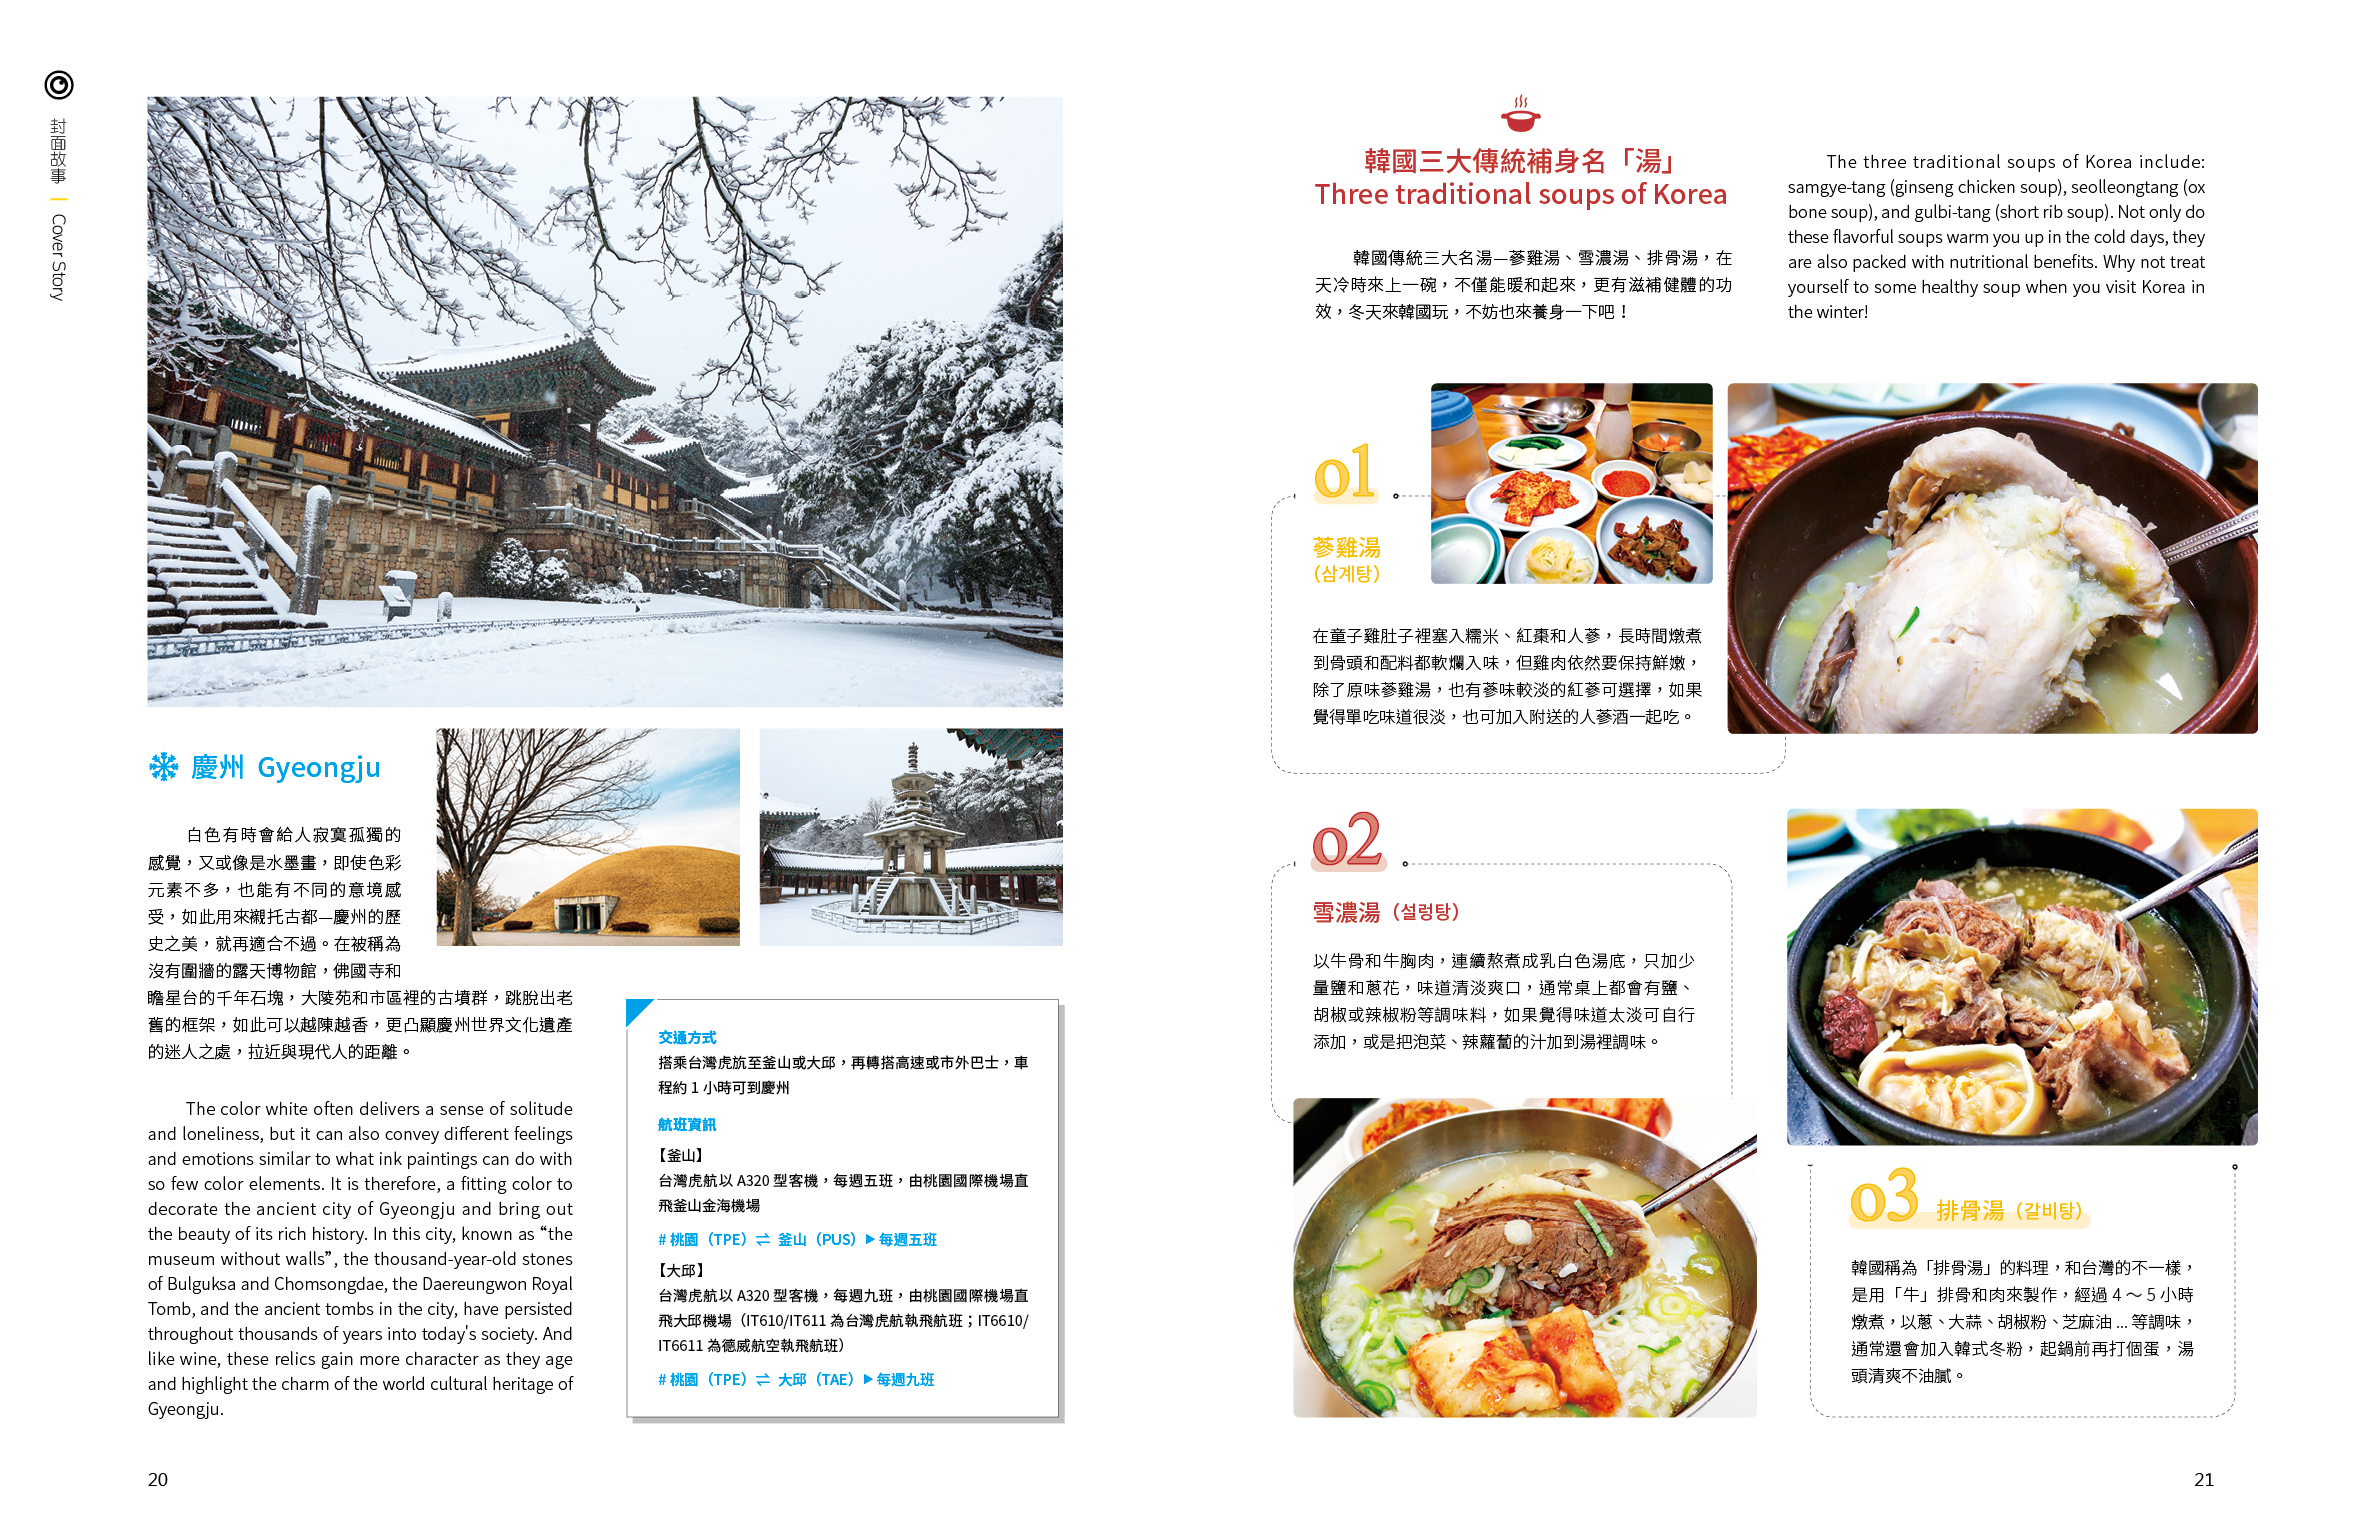 封面故事 | Cover Story
慶州 Gyeongju
白色有時會給人寂寞孤獨的
感覺，又或像是水墨畫，即使色彩
元素不多，也能有不同的意境感
受，如此用來襯托古都—慶州的歷
史之美，就再適合不過。在被稱為
沒有圍牆的露天博物館，佛國寺和
瞻星台的千年石塊，大陵苑和市區裡的古墳群，跳脫出老
舊的框架，如此可以越陳越香，更凸顯慶州世界文化遺產
的迷人之處，拉近與現代人的距離。
The color white often delivers a sense of solitude
and loneliness, but it can also convey different feelings
and emotions similar to what ink paintings can do with
so few color elements. It is therefore, a fitting color to
decorate the ancient city of Gyeongju and bring out
the beauty of its rich history. In this city, known as “the
museum without walls”, the thousand-year-old stones
of Bulguksa and Chomsongdae, the Daereungwon Royal
Tomb, and the ancient tombs in the city, have persisted
throughout thousands of years into today's society. And
like wine, these relics gain more character as they age
and highlight the charm of the world cultural heritage of
Gyeongju.
交通方式
搭乘台灣虎旅至釜山或大邱，再轉搭高速或市外巴士，車
程約 1 小時可到慶州
航班資訊
【釜山】
台灣虎航以 A320 型客機，每週五班，由桃園國際機場直
飛釜山金海機場
# 桃園（TPE）⇌ 釜山（PUS）▶每週五班
【大邱】
台灣虎航以 A320 型客機，每週九班，由桃園國際機場直
飛大邱機場（IT610/IT611 為台灣虎航執飛航班；IT6610/
IT6611 為德威航空執飛航班）
# 桃園（TPE）⇌ 大邱（TAE）▶每週九班
20
韓國三大傳統補身名「湯」
Three traditional soups of Korea
韓國傳統三大名湯—蔘雞湯、雪濃湯、排骨湯，在
天冷時來上一碗，不僅能暖和起來，更有滋補健體的功
效，冬天來韓國玩，不妨也來養身一下吧！
The three traditional soups of Korea include:
samgye-tang (ginseng chicken soup), seolleongtang (ox
bone soup), and gulbi-tang (short rib soup). Not only do
these flavorful soups warm you up in the cold days, they
are also packed with nutritional benefits. Why not treat
yourself to some healthy soup when you visit Korea in
the winter!
01
蔘雞湯
（삼계탕）
在童子雞肚子裡塞入糯米、紅棗和人蔘，長時間燉煮
到骨頭和配料都軟爛入味，但雞肉依然要保持鮮嫩，
除了原味蔘雞湯，也有蔘味較淡的紅蔘可選擇，如果
覺得單吃味道很淡，也可加入附送的人蔘酒一起吃。
02
雪濃湯（설렁탕）
以牛骨和牛胸肉，連續熬煮成乳白色湯底，只加少
量鹽和蔥花，味道清淡爽口，通常桌上都會有鹽、
胡椒或辣椒粉等調味料，如果覺得味道太淡可自行
添加，或是把泡菜、辣蘿蔔的汁加到湯裡調味。
03 排骨湯（갈비탕）
韓國稱為「排骨湯」的料理，和台灣的不一樣，
是用「牛」排骨和肉來製作，經過 4 ～ 5 小時
燉煮，以蔥、大蒜、胡椒粉、芝麻油 ... 等調味，
通常還會加入韓式冬粉，起鍋前再打個蛋，湯
頭清爽不油膩。
21